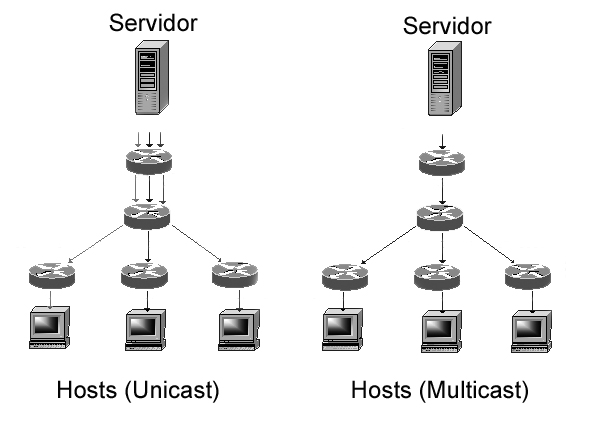 Servidor
Servidor
Hosts (Unicast)
Hosts (Multicast)